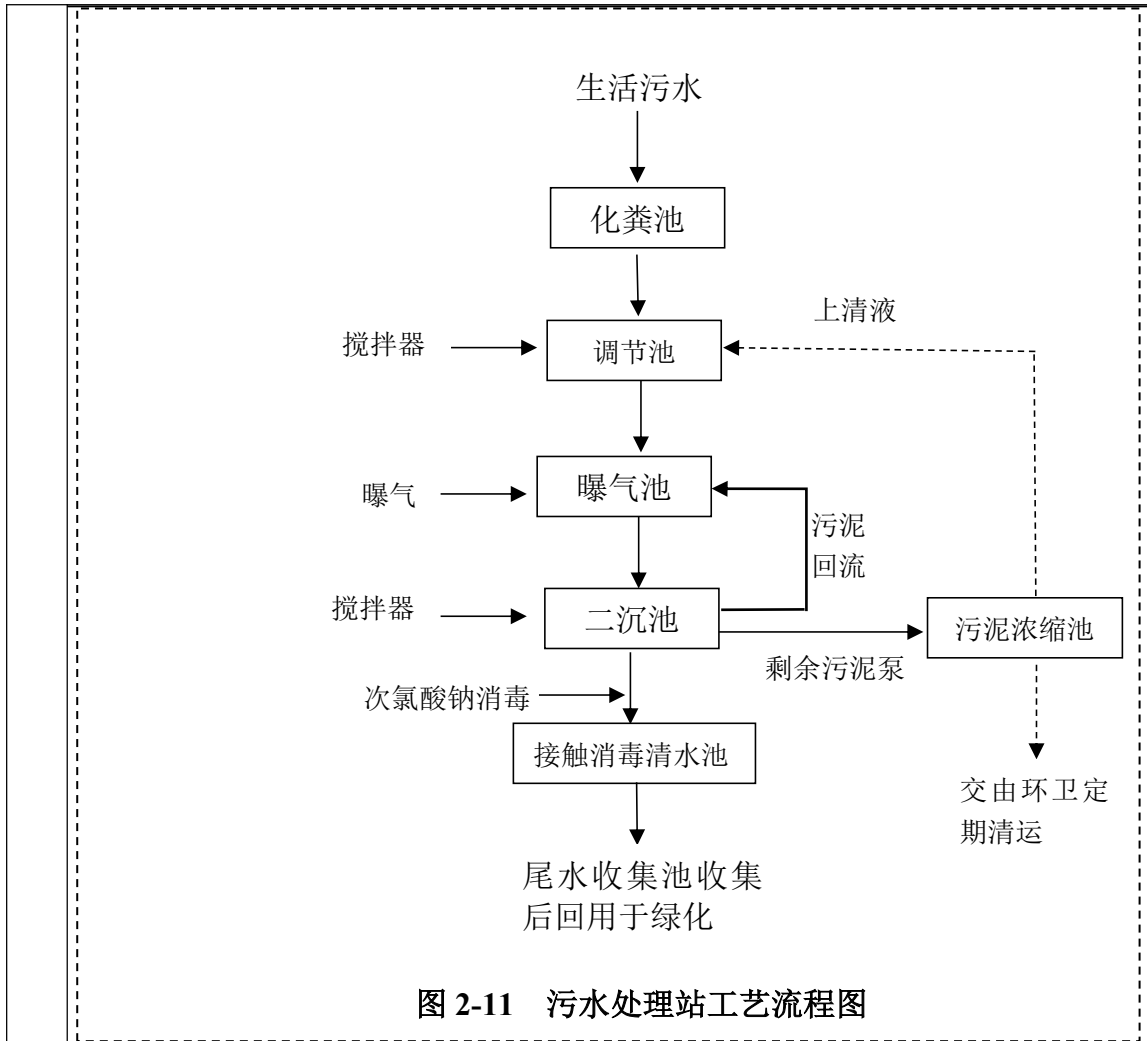 生活污水
化粪池
上清液
搅拌器
调节池
曝气
曝气池
污泥
回流
搅拌器
二沉池
污泥浓缩池
剩余污泥泵
次氯酸钠消毒
接触消毒清水池
交由环卫定
期清运
尾水收集池收集
后回用于绿化
图 2-11 污水处理站工艺流程图